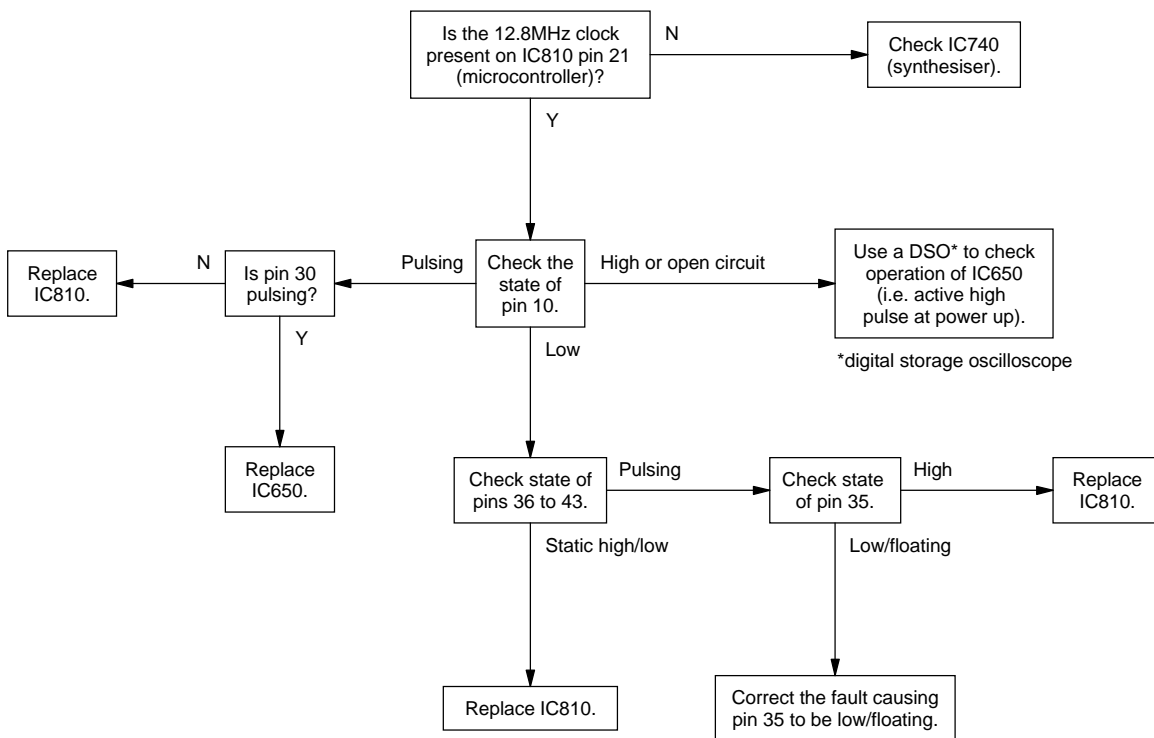 Is the 12.8MHz clock
present on IC810 pin 21
(microcontroller)?
N
Check IC740
(synthesiser).
Y
Replace
IC810.
N
Is pin 30
pulsing?
Pulsing
Check the
state of
pin 10.
High or open circuit
Use a DSO* to check
operation of IC650
(i.e. active high
pulse at power up).
Y
Low
*digital storage oscilloscope
Replace
IC650.
Check state of
pins 36 to 43.
Pulsing
Check state
of pin 35.
High
Replace
IC810.
Static high/low
Low/floating
Replace IC810.
Correct the fault causing
pin 35 to be low/floating.